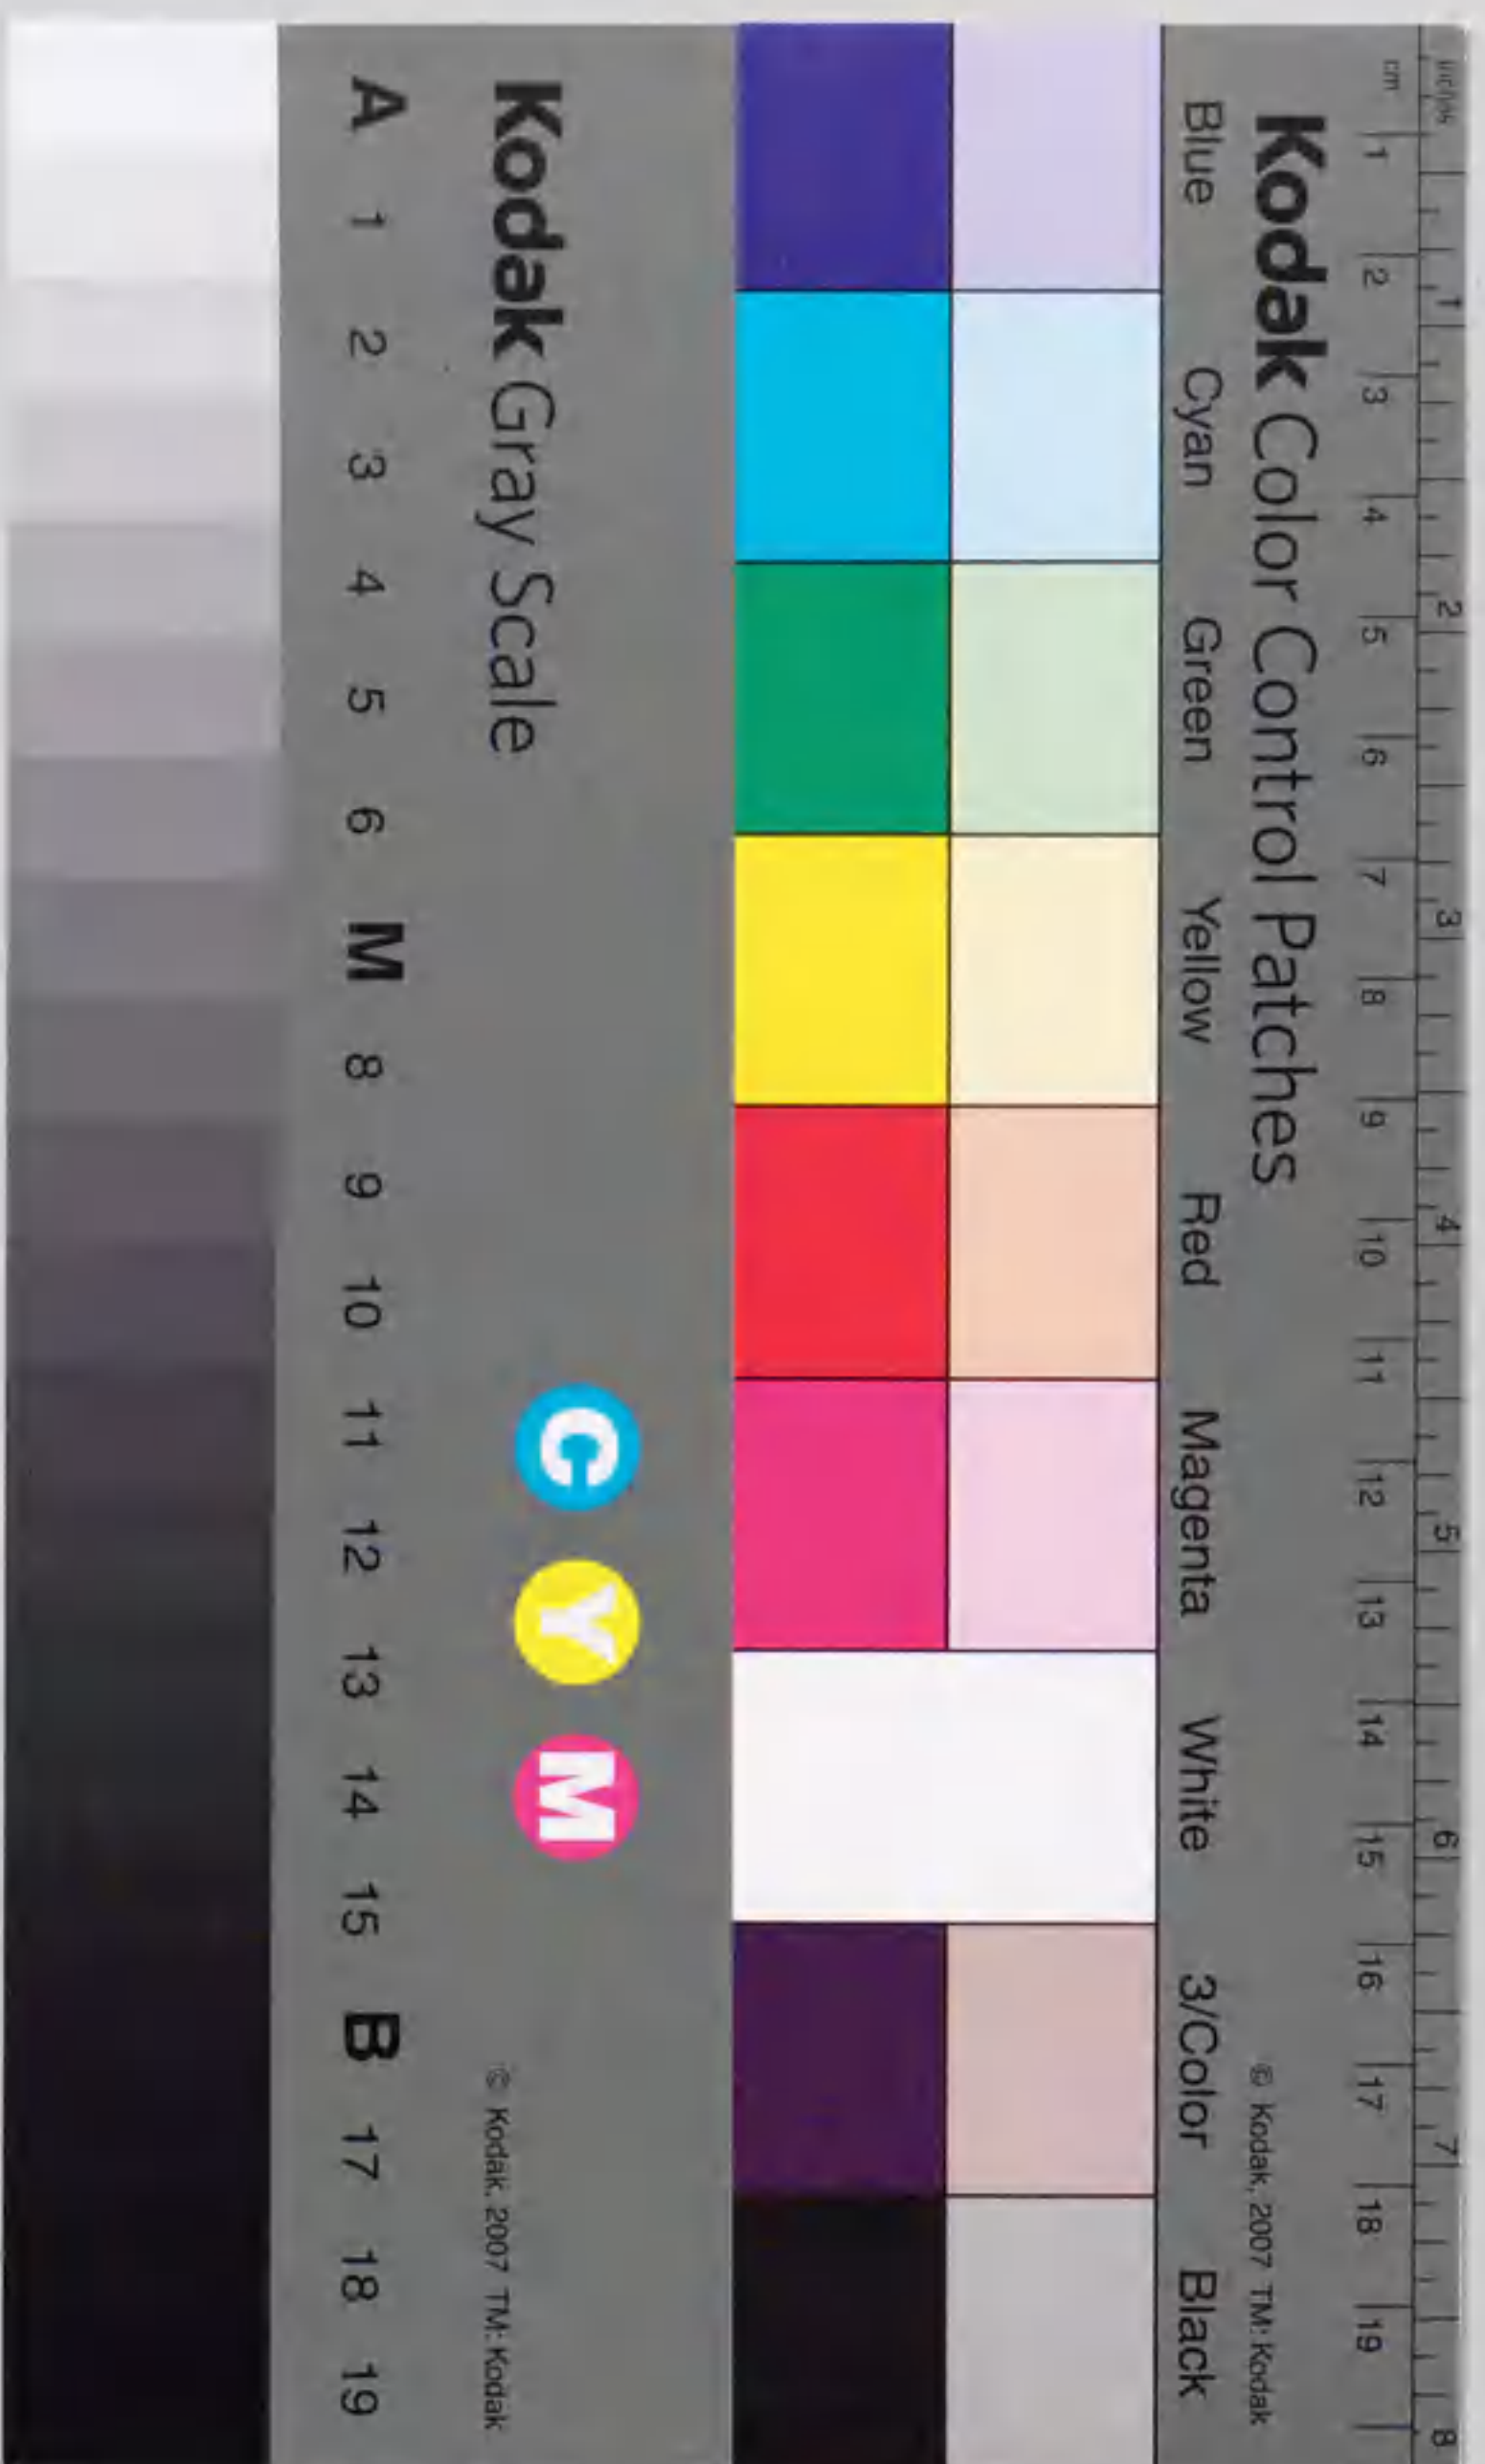 inches 1 2 3 4 5 6 7 8
cm 1 2 3 4 5 6 7 8 9 10 11 12 13 14 15 16 17 18 19
Kodak Color Control Patches
© Kodak, 2007 TM: Kodak
Blue Cyan Green Yellow Red Magenta White 3/Color Black
C Y M
Kodak Gray Scale
© Kodak, 2007 TM: Kodak
A 1 2 3 4 5 6 M 8 9 10 11 12 13 14 15 B 17 18 19